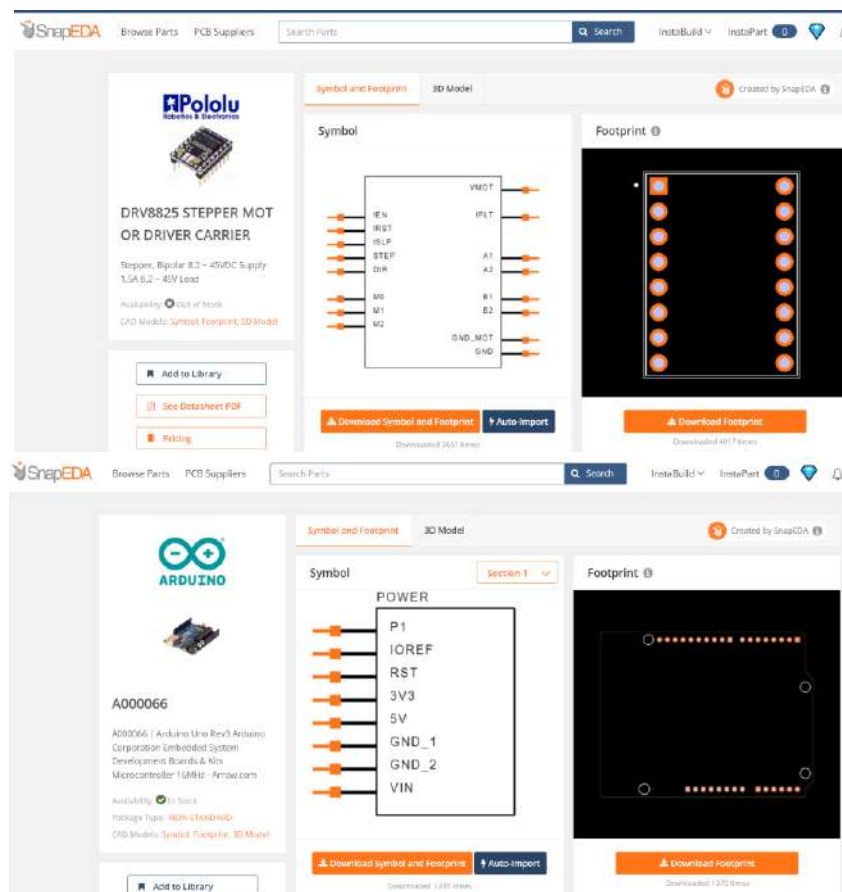 SnapEDA Browse Parts PCB Suppliers Search Parts Search InstaBuild InstaPart 0
Pololu
Robotics & Electronics
DRV8825 STEPPER MOT
OR DRIVER CARRIER
Stepper, Bipolar 8.2 ~ 45VDC Supply
1.5A 8.2 ~ 45V Load
Availability: Out of Stock
CAD Models: Symbol, Footprint, 3D Model
Add to Library
See Datasheet PDF
Pricing
Symbol and Footprint 3D Model
Created by SnapEDA
Symbol
VMOT
!EN !FLT
!RST
!SLP
STEP A1
DIR A2
M0 B1
M1 B2
M2
GND_MOT
GND
Download Symbol and Footprint Auto-Import
Footprint
Download Footprint
SnapEDA Browse Parts PCB Suppliers Search Parts Search InstaBuild InstaPart 0
ARDUINO
A000066
A000066 | Arduino Uno Rev3 Arduino
Corporation Embedded System
Development Boards & Kits
Microcontroller 16MHz - Arrow.com
Availability: In Stock
Package Type: NON-STANDARD
CAD Models: Symbol, Footprint, 3D Model
Add to Library
Symbol and Footprint 3D Model
Created by SnapEDA
Symbol Section 1
POWER
P1
IOREF
RST
3V3
5V
GND_1
GND_2
VIN
Download Symbol and Footprint Auto-Import
Footprint
Download Footprint